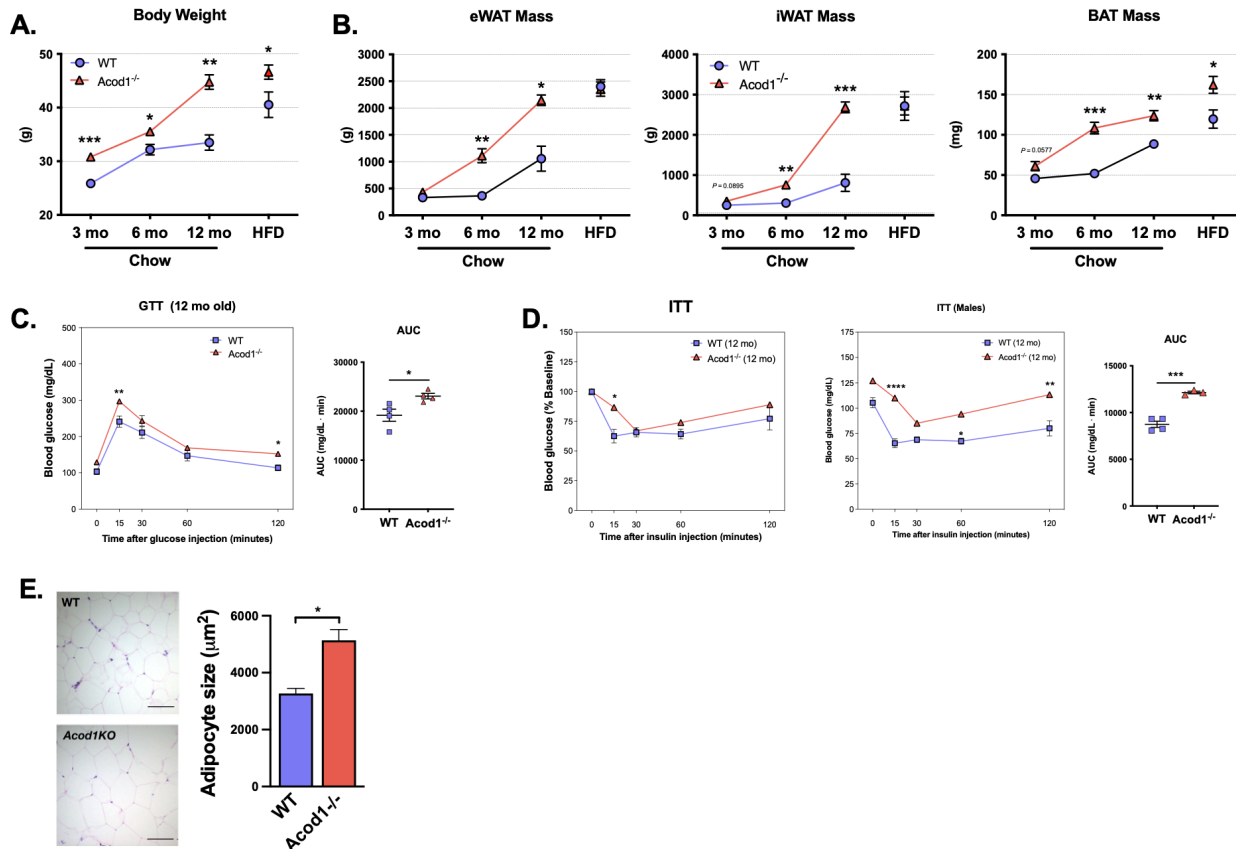 A.
Body Weight
WT
Acod1-/-
(g)
50
40
30
20
***
*
**
*
3 mo
6 mo
12 mo
HFD
Chow
B.
eWAT Mass
(g)
3000
2500
2000
1500
1000
500
0
**
*
3 mo
6 mo
12 mo
HFD
Chow
iWAT Mass
WT
Acod1-/-
(g)
4000
3000
2000
1000
0
P = 0.0895
**
***
3 mo
6 mo
12 mo
HFD
Chow
BAT Mass
(mg)
200
150
100
50
0
P = 0.0577
***
**
*
3 mo
6 mo
12 mo
HFD
Chow
C.
GTT (12 mo old)
WT
Acod1-/-
Blood glucose (mg/dL)
500
400
300
200
100
0
**
*
0
15
30
60
120
Time after glucose injection (minutes)
AUC
AUC (mg/dL · min)
30000
20000
10000
0
*
WT
Acod1-/-
D.
ITT
WT (12 mo)
Acod1-/- (12 mo)
Blood glucose (% Baseline)
150
125
100
75
50
25
0
*
0
15
30
60
120
Time after insulin injection (minutes)
ITT (Males)
WT (12 mo)
Acod1-/- (12 mo)
Blood glucose (mg/dL)
175
150
125
100
75
50
25
0
****
*
**
0
15
30
60
120
Time after insulin injection (minutes)
AUC
AUC (mg/dL · min)
15000
10000
5000
0
***
WT
Acod1-/-
E.
WT
Acod1KO
Adipocyte size (μm2)
6000
4000
2000
0
*
WT
Acod1-/-